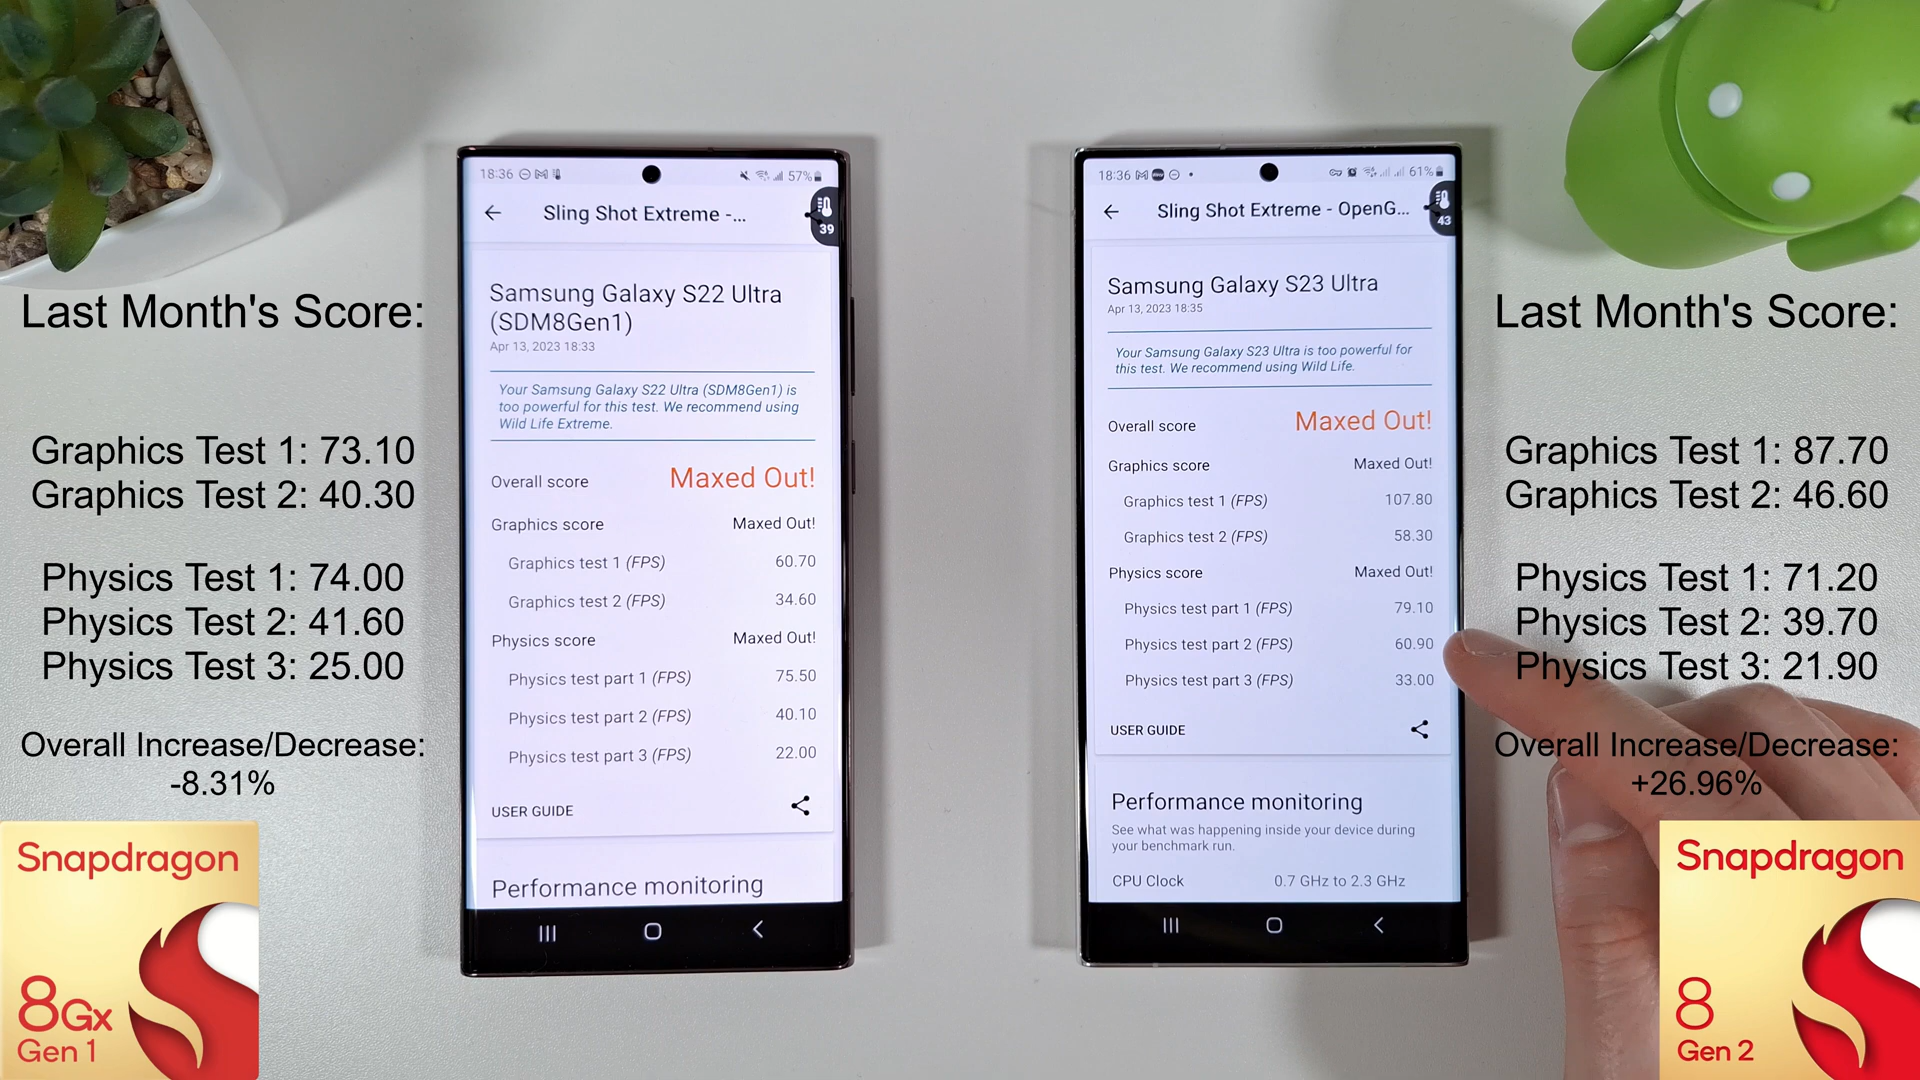 Last Month's Score:
Graphics Test 1: 73.10
Graphics Test 2: 40.30
Physics Test 1: 74.00
Physics Test 2: 41.60
Physics Test 3: 25.00
Overall Increase/Decrease:
-8.31%
Snapdragon
8Gx
Gen 1
18:36
57%
Sling Shot Extreme -...
39
Samsung Galaxy S22 Ultra
(SDM8Gen1)
Apr 13, 2023 18:33
Your Samsung Galaxy S22 Ultra (SDM8Gen1) is
too powerful for this test. We recommend using
Wild Life Extreme.
Overall score Maxed Out!
Graphics score Maxed Out!
Graphics test 1 (FPS) 60.70
Graphics test 2 (FPS) 34.60
Physics score Maxed Out!
Physics test part 1 (FPS) 75.50
Physics test part 2 (FPS) 40.10
Physics test part 3 (FPS) 22.00
USER GUIDE
Performance monitoring
18:36
61%
Sling Shot Extreme - OpenG...
43
Samsung Galaxy S23 Ultra
Apr 13, 2023 18:35
Your Samsung Galaxy S23 Ultra is too powerful for
this test. We recommend using Wild Life.
Overall score Maxed Out!
Graphics score Maxed Out!
Graphics test 1 (FPS) 107.80
Graphics test 2 (FPS) 58.30
Physics score Maxed Out!
Physics test part 1 (FPS) 79.10
Physics test part 2 (FPS) 60.90
Physics test part 3 (FPS) 33.00
USER GUIDE
Performance monitoring
See what was happening inside your device during
your benchmark run.
CPU Clock 0.7 GHz to 2.3 GHz
Last Month's Score:
Graphics Test 1: 87.70
Graphics Test 2: 46.60
Physics Test 1: 71.20
Physics Test 2: 39.70
Physics Test 3: 21.90
Overall Increase/Decrease:
+26.96%
Snapdragon
8
Gen 2